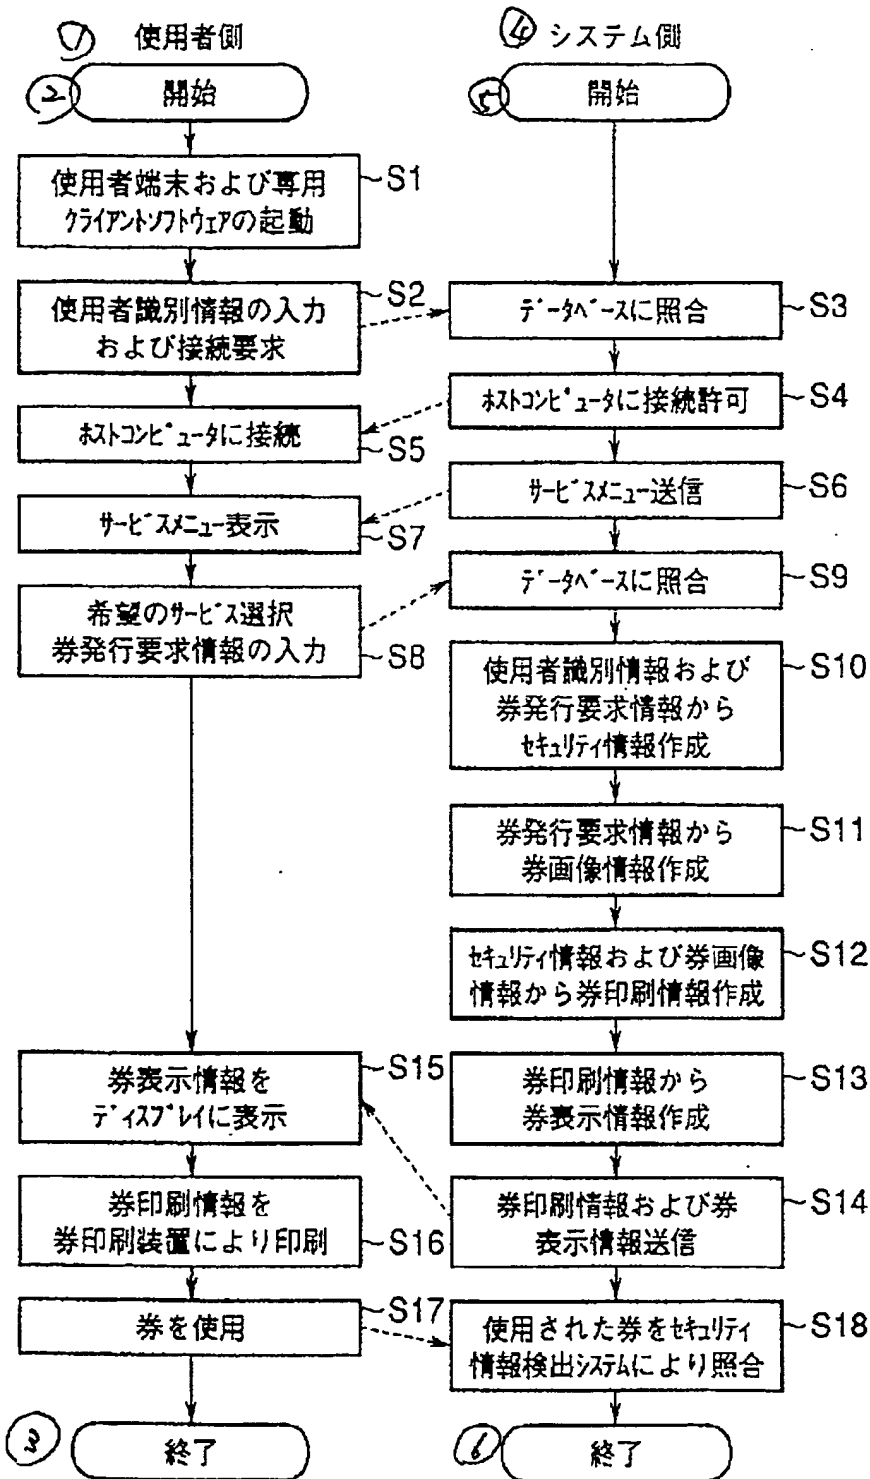 ① 使用者側
② 開始
使用者端末および専用
クライアントソフトウェアの起動
S1
使用者識別情報の入力
および接続要求
S2
ホストコンピュータに接続
S5
サービスメニュー表示
S7
希望のサービス選択
券発行要求情報の入力
S8
券表示情報を
ディスプレイに表示
S15
券印刷情報を
券印刷装置により印刷
S16
券を使用
S17
③ 終了
④ システム側
⑤ 開始
データベースに照合
S3
ホストコンピュータに接続許可
S4
サービスメニュー送信
S6
データベースに照合
S9
使用者識別情報および
券発行要求情報から
セキュリティ情報作成
S10
券発行要求情報から
券画像情報作成
S11
セキュリティ情報および券画像
情報から券印刷情報作成
S12
券印刷情報から
券表示情報作成
S13
券印刷情報および券
表示情報送信
S14
使用された券をセキュリティ
情報検出システムにより照合
S18
⑥ 終了